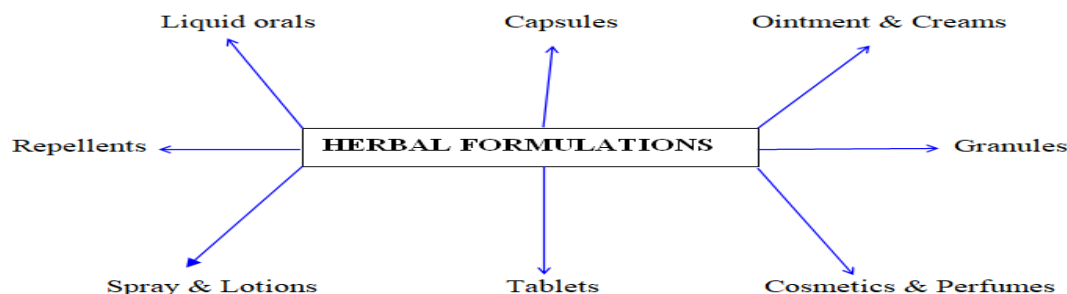 Liquid orals
Capsules
Ointment & Creams
Repellents
HERBAL FORMULATIONS
Granules
Spray & Lotions
Tablets
Cosmetics & Perfumes